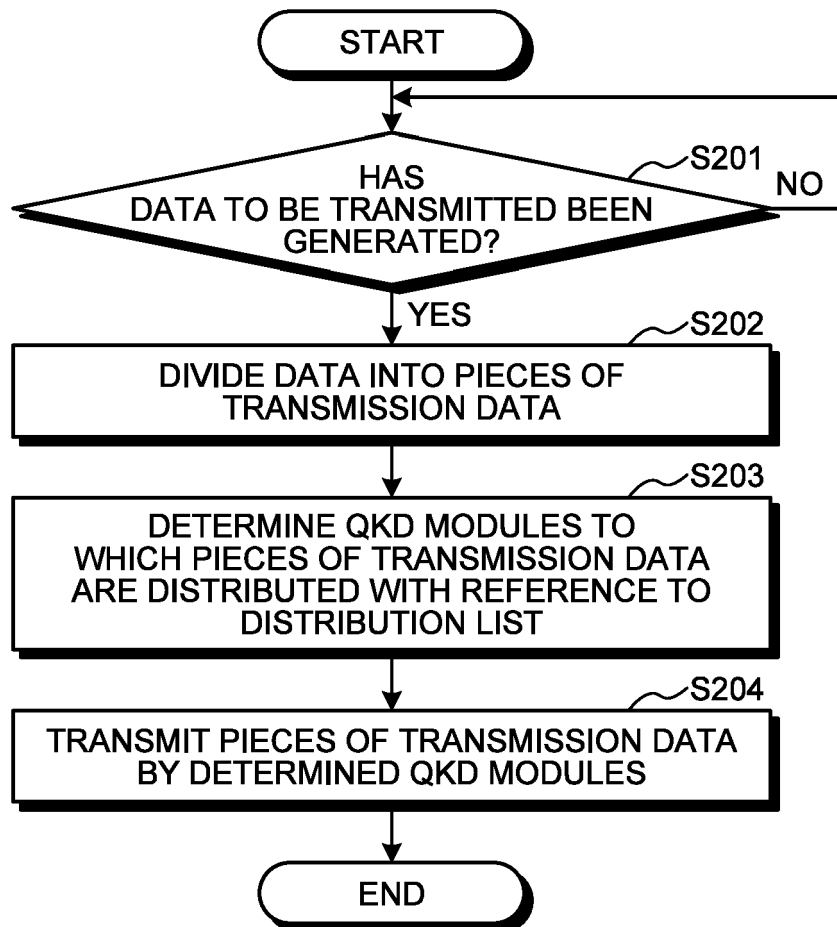 START
S201
HAS
DATA TO BE TRANSMITTED BEEN
GENERATED?
NO
YES
S202
DIVIDE DATA INTO PIECES OF
TRANSMISSION DATA
S203
DETERMINE QKD MODULES TO
WHICH PIECES OF TRANSMISSION DATA
ARE DISTRIBUTED WITH REFERENCE TO
DISTRIBUTION LIST
S204
TRANSMIT PIECES OF TRANSMISSION DATA
BY DETERMINED QKD MODULES
END